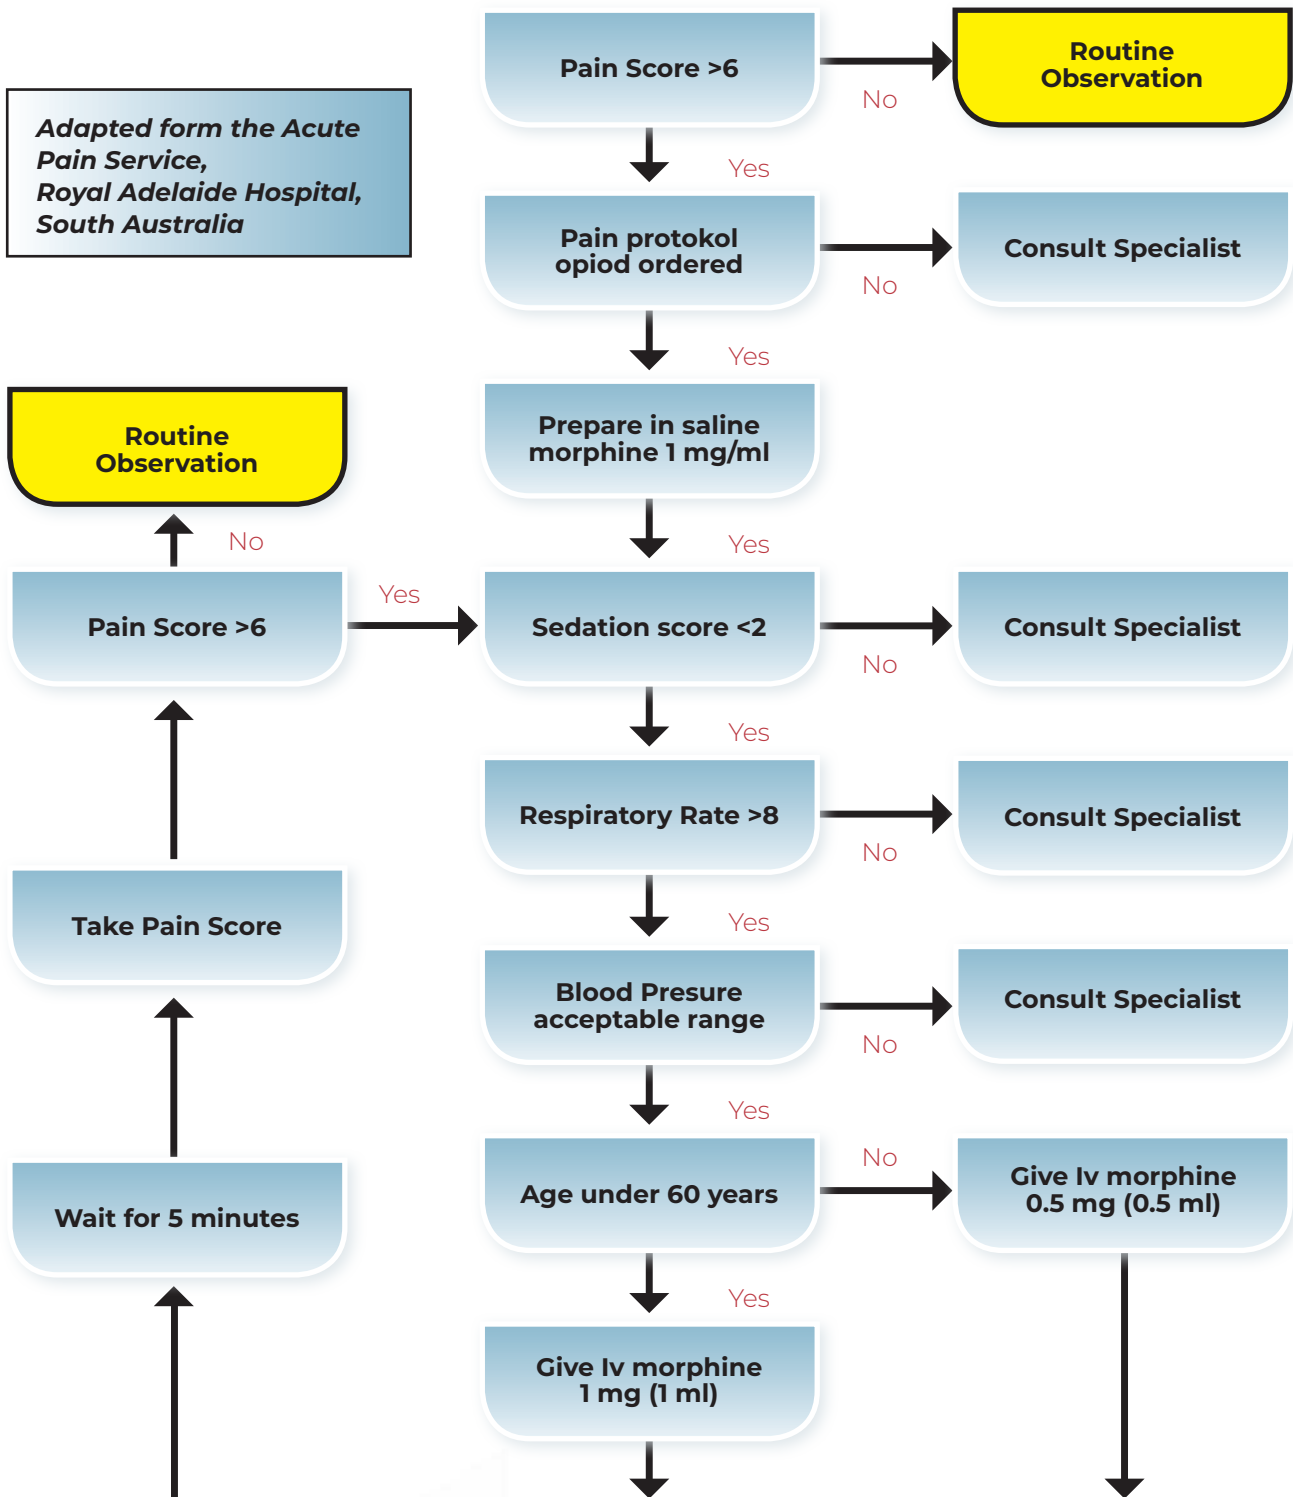 Pain Score >6
No
Routine
Observation
Adapted form the Acute
Pain Service,
Royal Adelaide Hospital,
South Australia
Yes
Pain protokol
opiod ordered
No
Consult Specialist
Yes
Prepare in saline
morphine 1 mg/ml
Routine
Observation
Yes
No
Pain Score >6
Yes
Sedation score <2
No
Consult Specialist
Yes
Respiratory Rate >8
No
Consult Specialist
Take Pain Score
Yes
Blood Presure
acceptable range
No
Consult Specialist
Yes
Wait for 5 minutes
Age under 60 years
No
Give Iv morphine
0.5 mg (0.5 ml)
Yes
Give Iv morphine
1 mg (1 ml)